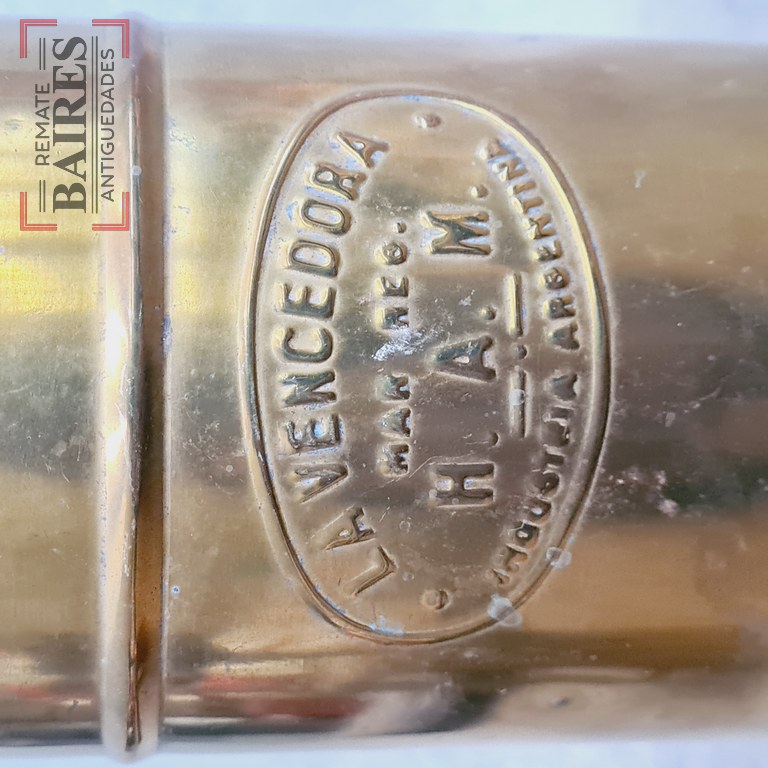 REMATE
BAIRES
ANTIGUEDADES
LA VENCEDORA
MAR REG.
H. A. M.
INDUSTRIA ARGENTINA